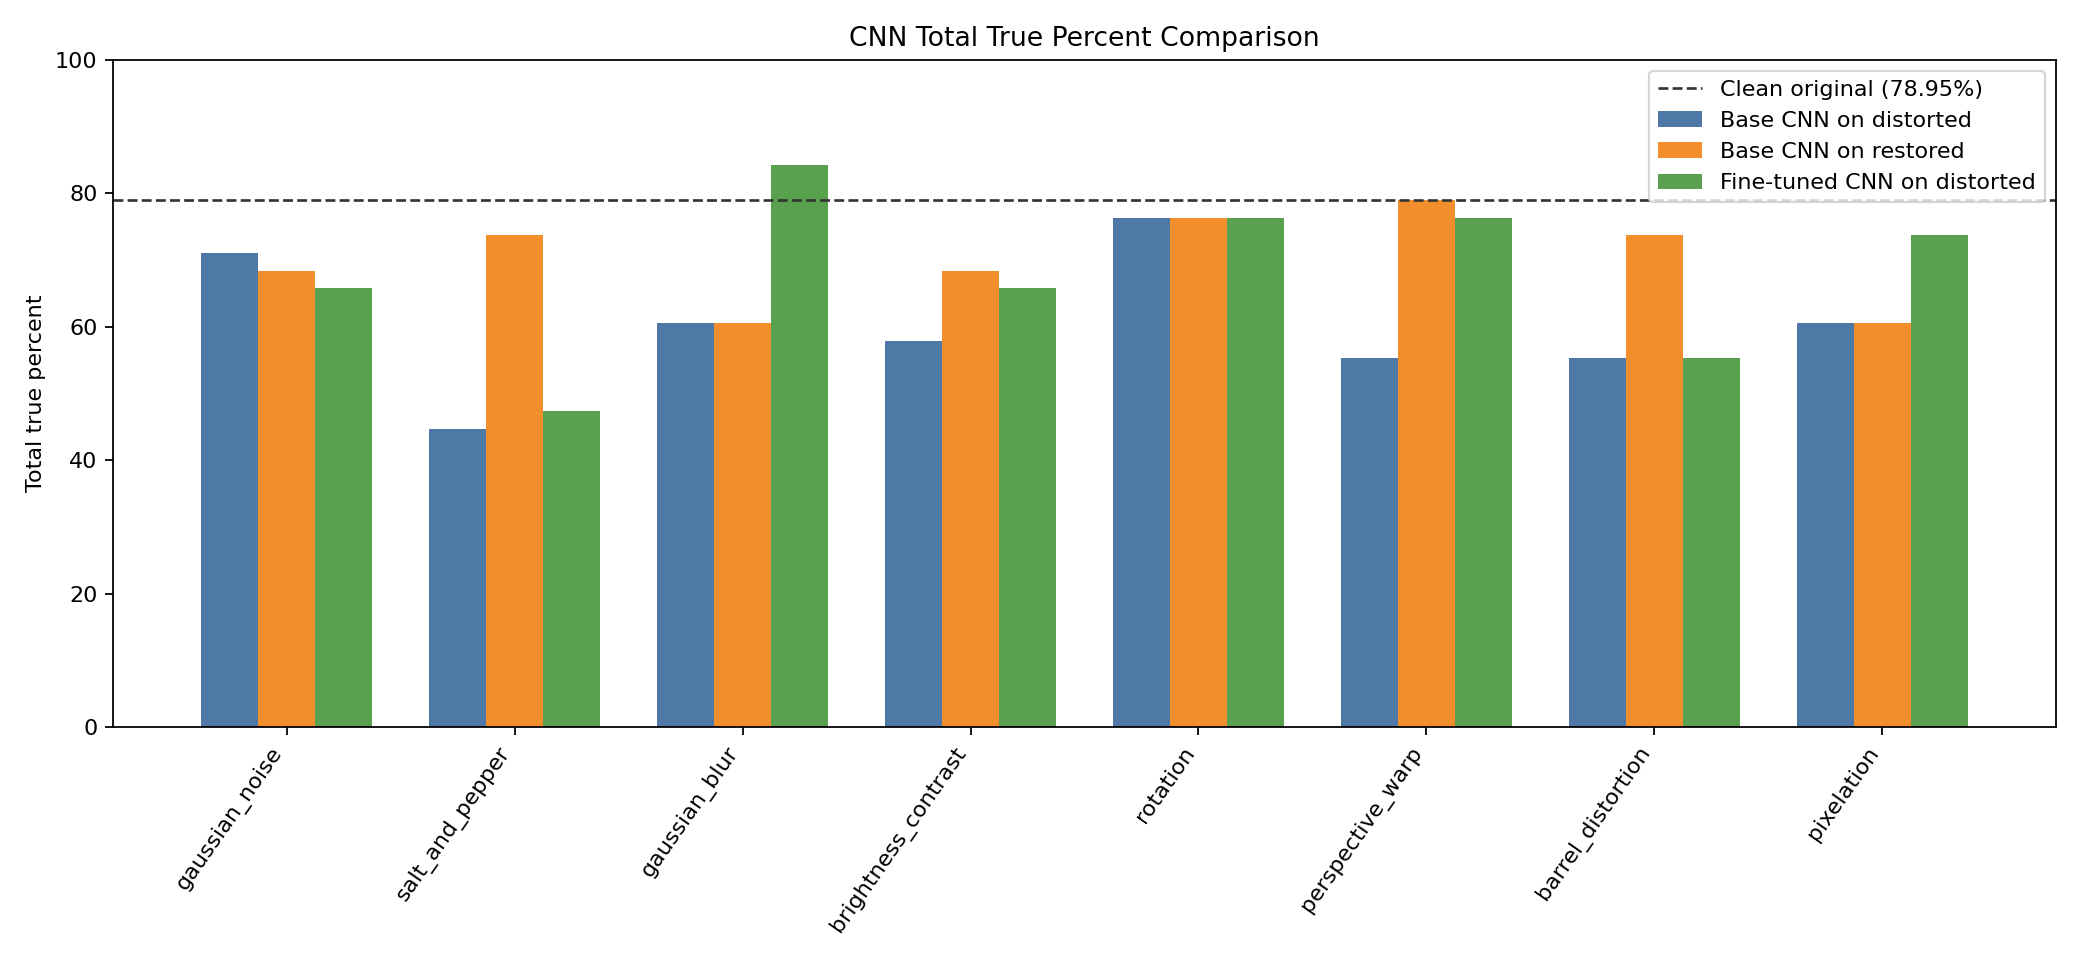 CNN Total True Percent Comparison
Total true percent
100
80
60
40
20
0
Clean original (78.95%)
Base CNN on distorted
Base CNN on restored
Fine-tuned CNN on distorted
gaussian_noise
salt_and_pepper
gaussian_blur
brightness_contrast
rotation
perspective_warp
barrel_distortion
pixelation